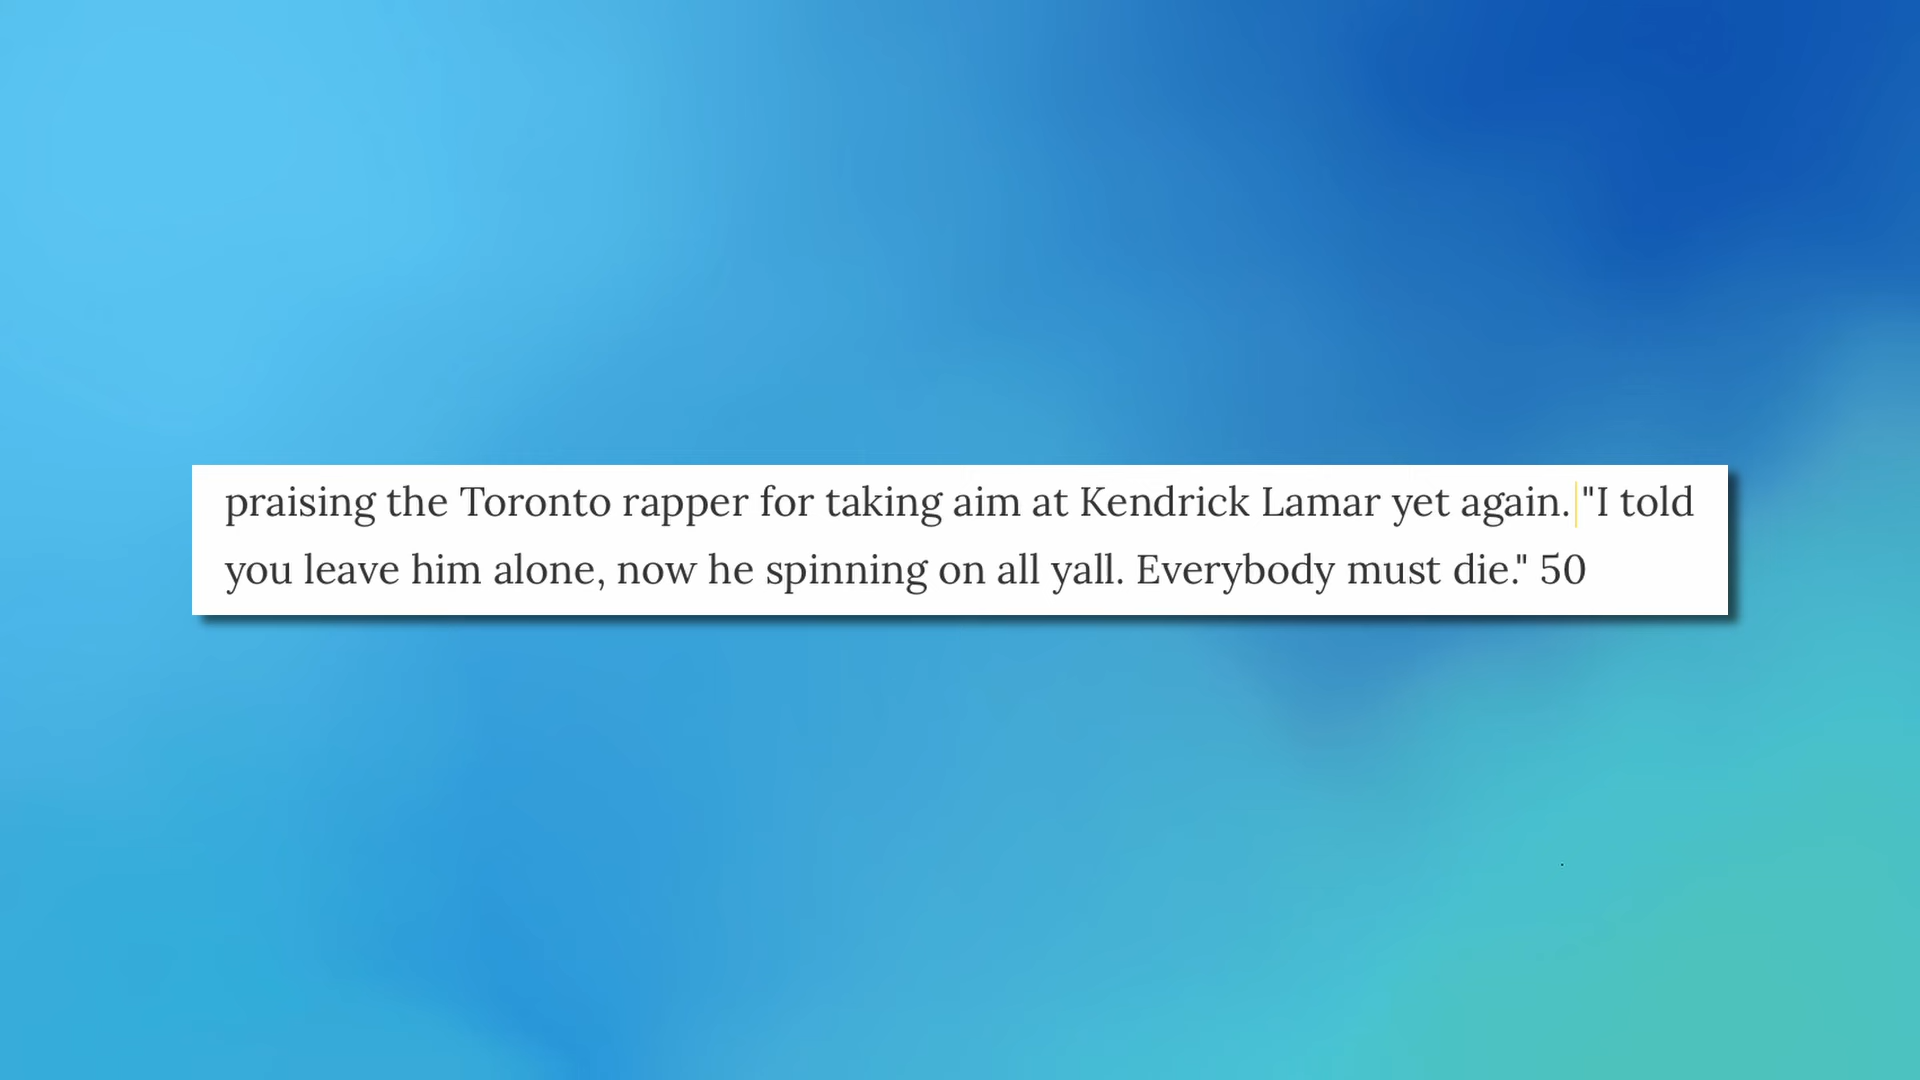 praising the Toronto rapper for taking aim at Kendrick Lamar yet again. "I told
you leave him alone, now he spinning on all yall. Everybody must die." 50